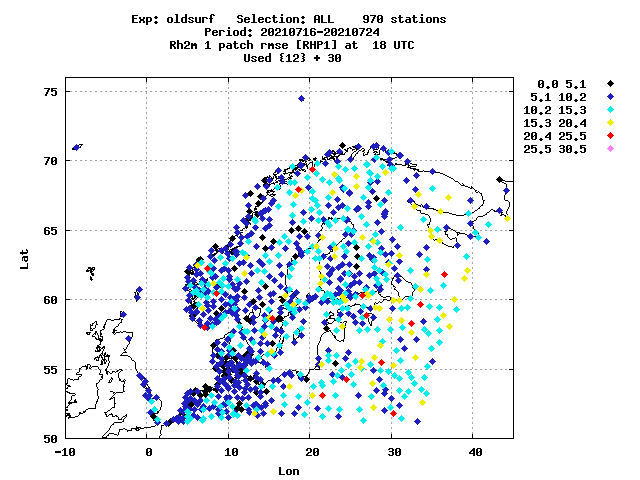 Exp: oldsurf   Selection: ALL    970 stations
Period: 20210716-20210724
Rh2m 1 patch rmse [RHP1] at  18 UTC
Used {12} + 30
0.0 5.1
5.1 10.2
10.2 15.3
15.3 20.4
20.4 25.5
25.5 30.5
75
70
65
60
55
50
Lat
-10 0 10 20 30 40
Lon